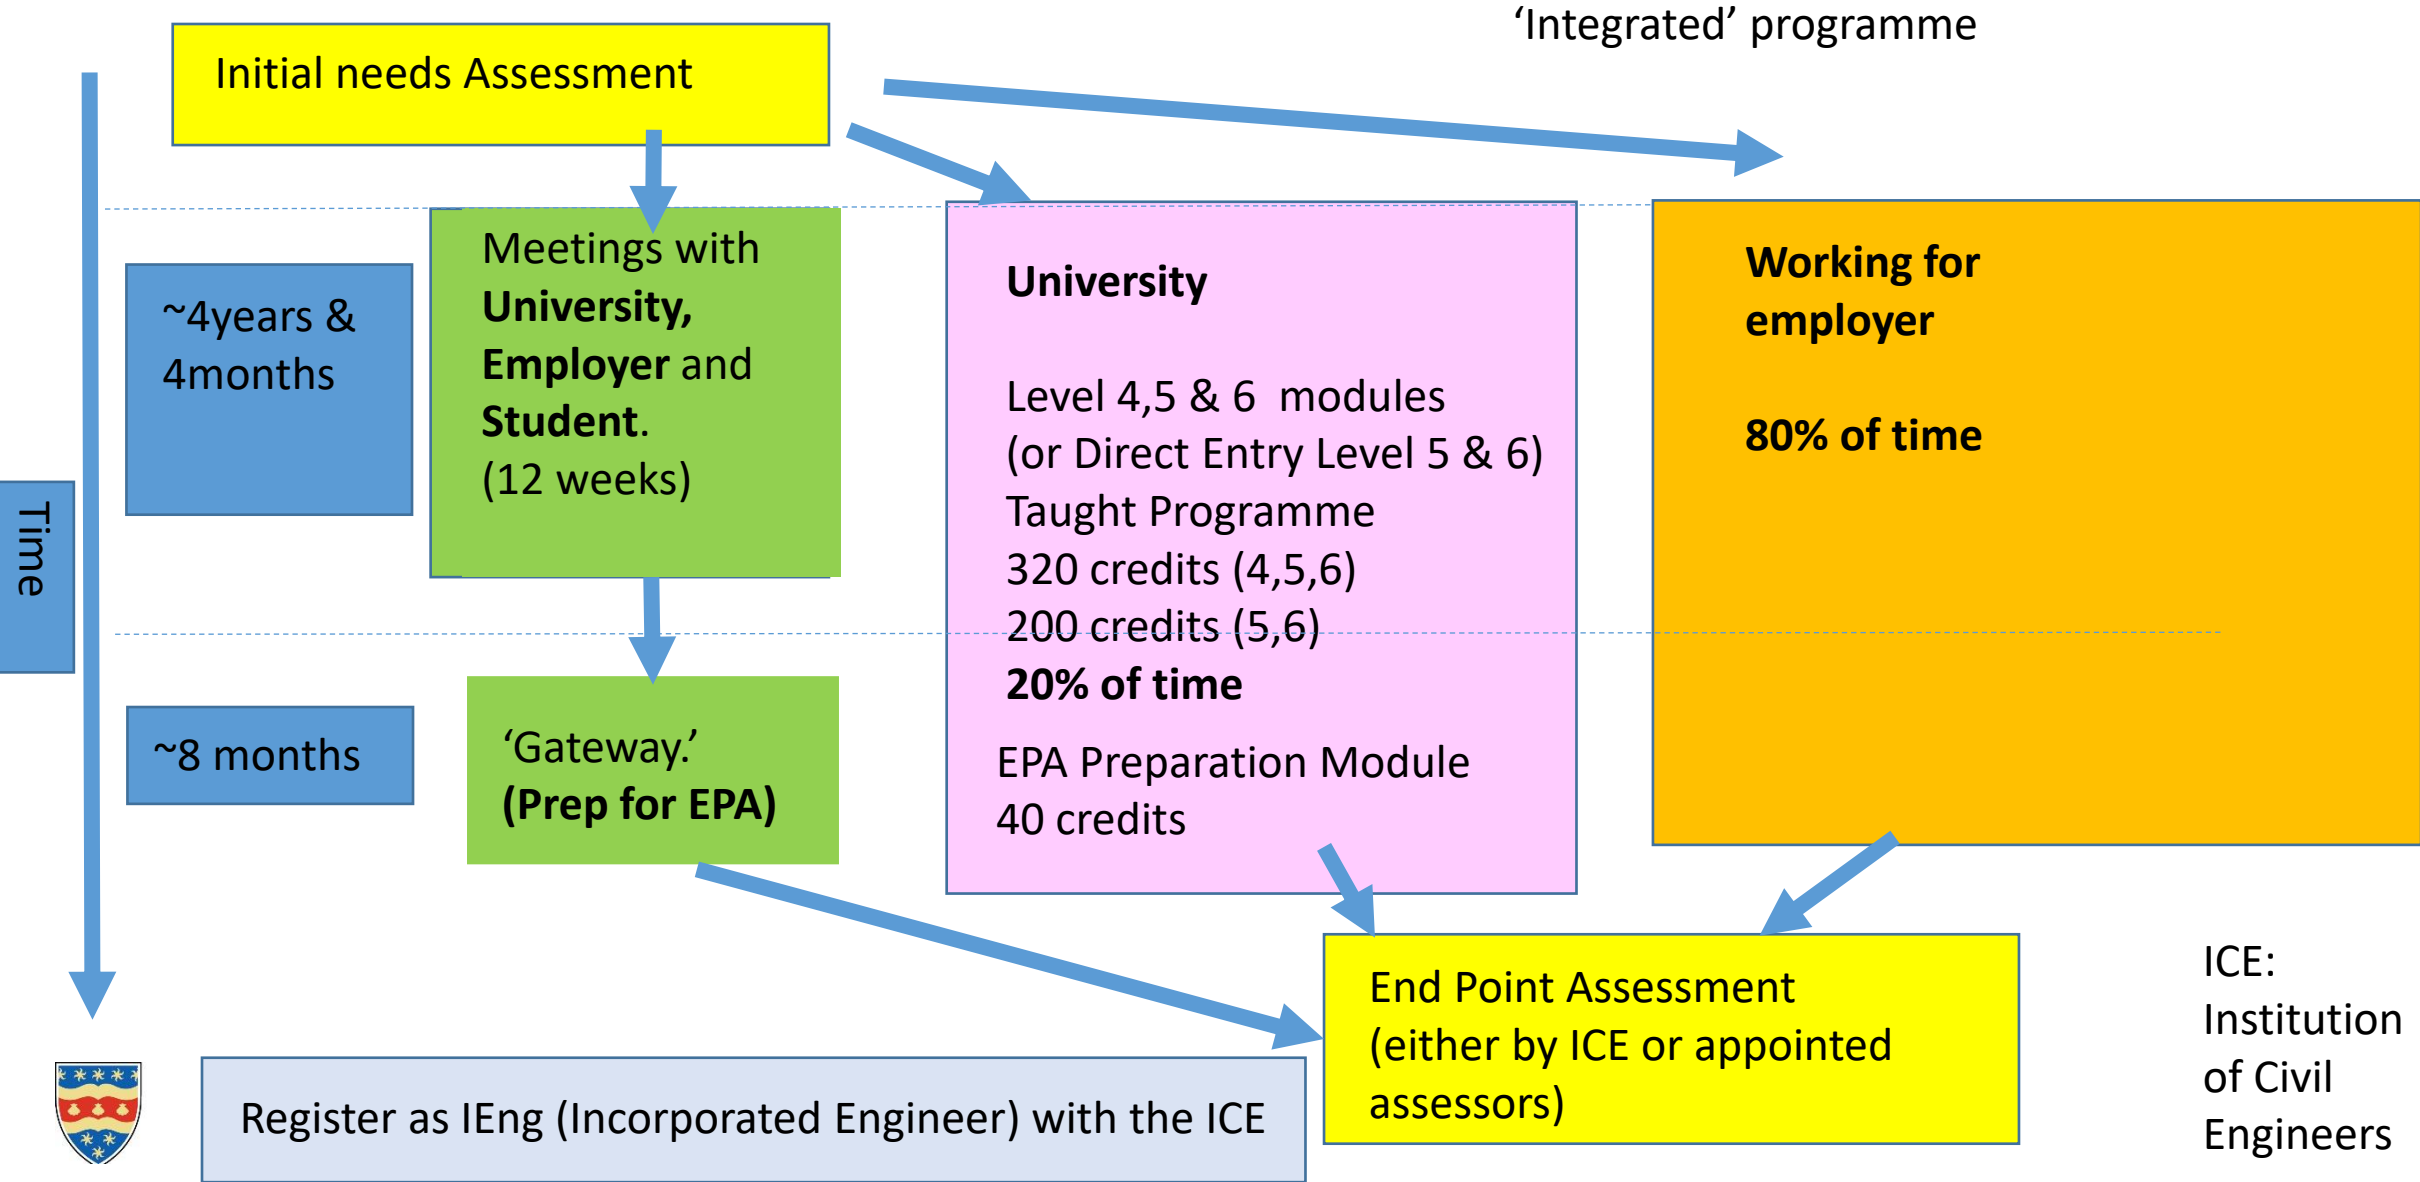 ‘Integrated’ programme
Initial needs Assessment
Time
~4years &
4months
Meetings with
University,
Employer and
Student.
(12 weeks)
University
Level 4,5 & 6  modules
(or Direct Entry Level 5 & 6)
Taught Programme
320 credits (4,5,6)
200 credits (5,6)
20% of time
EPA Preparation Module
40 credits
Working for
employer
80% of time
~8 months
‘Gateway.’
(Prep for EPA)
End Point Assessment
(either by ICE or appointed
assessors)
Register as IEng (Incorporated Engineer) with the ICE
ICE:
Institution
of Civil
Engineers